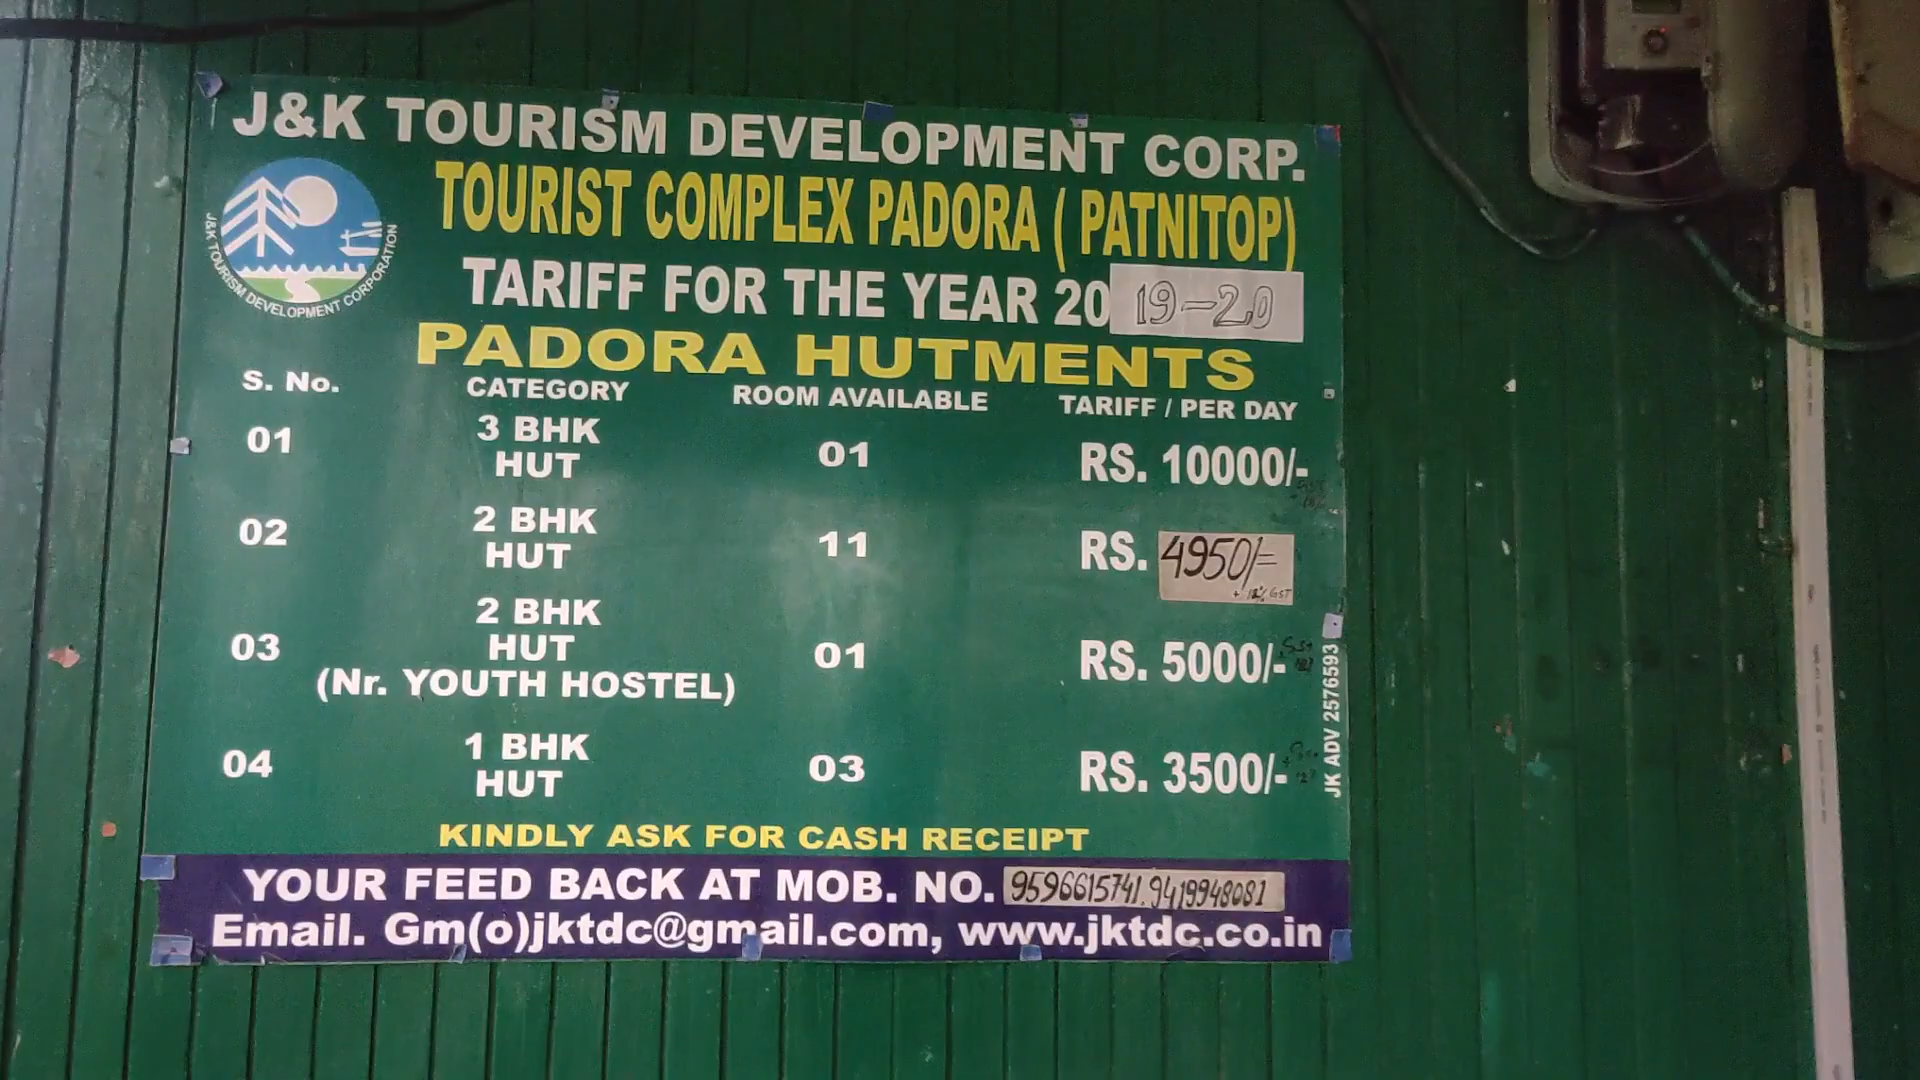 J&K TOURISM DEVELOPMENT CORP.
TOURIST COMPLEX PADORA ( PATNITOP)
J&K TOURISM DEVELOPMENT CORPORATION
TARIFF FOR THE YEAR 2019-20
PADORA HUTMENTS
S. No. CATEGORY ROOM AVAILABLE TARIFF / PER DAY
01 3 BHK HUT 01 RS. 10000/-
02 2 BHK HUT 11 RS. 4950/=
+ 12% GST
03 2 BHK HUT (Nr. YOUTH HOSTEL) 01 RS. 5000/-
04 1 BHK HUT 03 RS. 3500/-
JK ADV 2576593
KINDLY ASK FOR CASH RECEIPT
YOUR FEED BACK AT MOB. NO. 9596615741, 9419948081
Email. Gm(o)jktdc@gmail.com, www.jktdc.co.in